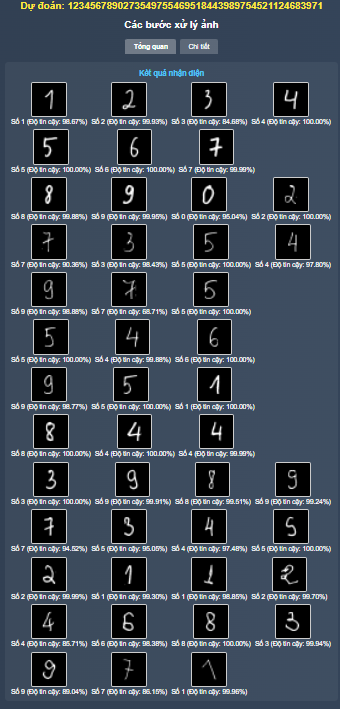 Dự đoán: 12345678902735497554695184439897545211246839​71
Các bước xử lý ảnh
Tổng quan Chi tiết
Kết quả nhận diện
1 2 3 4
Số 1 (Độ tin cậy: 98.67%) Số 2 (Độ tin cậy: 99.93%) Số 3 (Độ tin cậy: 84.68%) Số 4 (Độ tin cậy: 100.00%)
5 6 7
Số 5 (Độ tin cậy: 100.00%) Số 6 (Độ tin cậy: 100.00%) Số 7 (Độ tin cậy: 99.99%)
8 9 0 2
Số 8 (Độ tin cậy: 99.88%) Số 9 (Độ tin cậy: 99.95%) Số 0 (Độ tin cậy: 95.04%) Số 2 (Độ tin cậy: 100.00%)
7 3 5 4
Số 7 (Độ tin cậy: 90.36%) Số 3 (Độ tin cậy: 98.43%) Số 5 (Độ tin cậy: 100.00%) Số 4 (Độ tin cậy: 97.80%)
9 7 5
Số 9 (Độ tin cậy: 98.88%) Số 7 (Độ tin cậy: 68.71%) Số 5 (Độ tin cậy: 100.00%)
5 4 6
Số 5 (Độ tin cậy: 100.00%) Số 4 (Độ tin cậy: 99.88%) Số 6 (Độ tin cậy: 100.00%)
9 5 1
Số 9 (Độ tin cậy: 98.77%) Số 5 (Độ tin cậy: 100.00%) Số 1 (Độ tin cậy: 100.00%)
8 4 4
Số 8 (Độ tin cậy: 100.00%) Số 4 (Độ tin cậy: 100.00%) Số 4 (Độ tin cậy: 99.99%)
3 9 8 9
Số 3 (Độ tin cậy: 100.00%) Số 9 (Độ tin cậy: 99.91%) Số 8 (Độ tin cậy: 99.51%) Số 9 (Độ tin cậy: 99.24%)
7 3 4 5
Số 7 (Độ tin cậy: 94.52%) Số 5 (Độ tin cậy: 95.05%) Số 4 (Độ tin cậy: 97.48%) Số 5 (Độ tin cậy: 100.00%)
2 1 1 2
Số 2 (Độ tin cậy: 99.99%) Số 1 (Độ tin cậy: 99.30%) Số 1 (Độ tin cậy: 98.85%) Số 2 (Độ tin cậy: 99.70%)
4 6 8 3
Số 4 (Độ tin cậy: 85.71%) Số 6 (Độ tin cậy: 98.38%) Số 8 (Độ tin cậy: 100.00%) Số 3 (Độ tin cậy: 99.94%)
9 7 1
Số 9 (Độ tin cậy: 89.04%) Số 7 (Độ tin cậy: 86.15%) Số 1 (Độ tin cậy: 99.96%)